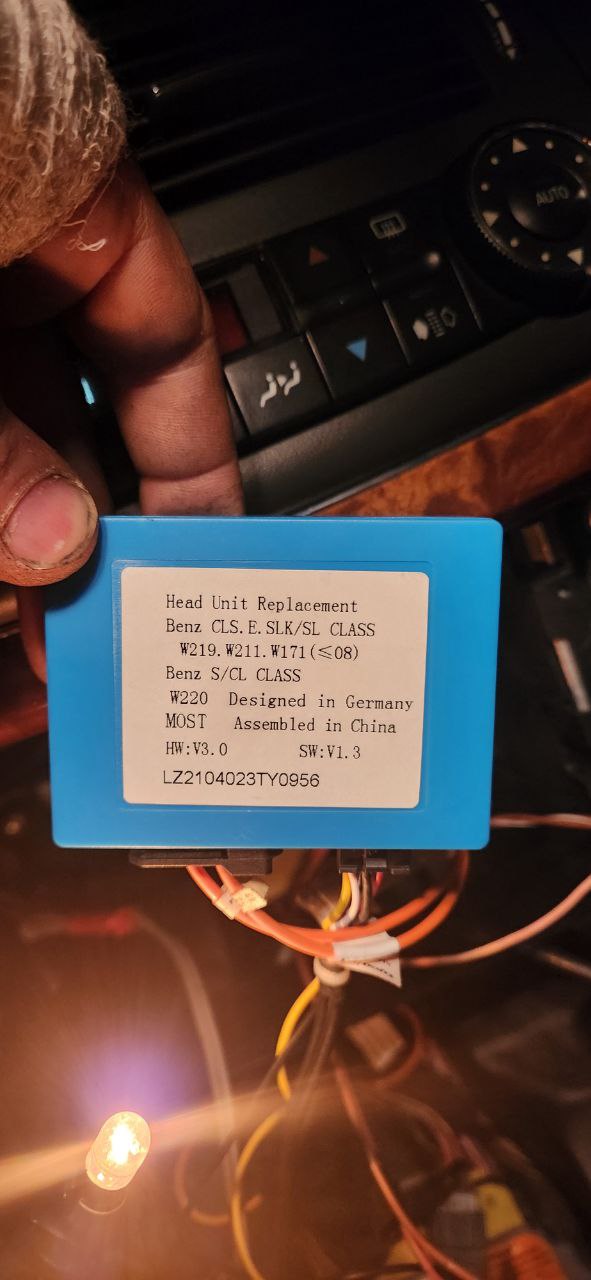 AUTO
Head Unit Replacement
Benz CLS.E.SLK/SL CLASS
W219.W211.W171(≤08)
Benz S/CL CLASS
W220 Designed in Germany
MOST Assembled in China
HW:V3.0 SW:V1.3
LZ2104023TY0956